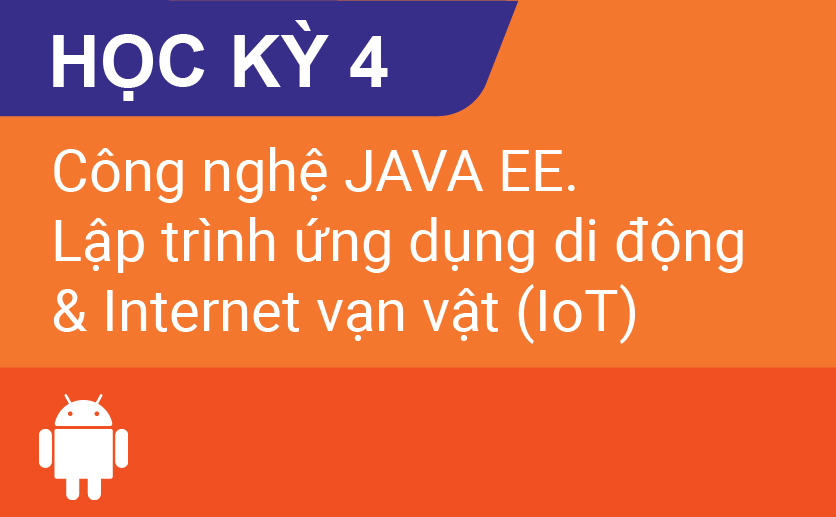 HỌC KỲ 4
Công nghệ JAVA EE.
Lập trình ứng dụng di động
& Internet vạn vật (IoT)